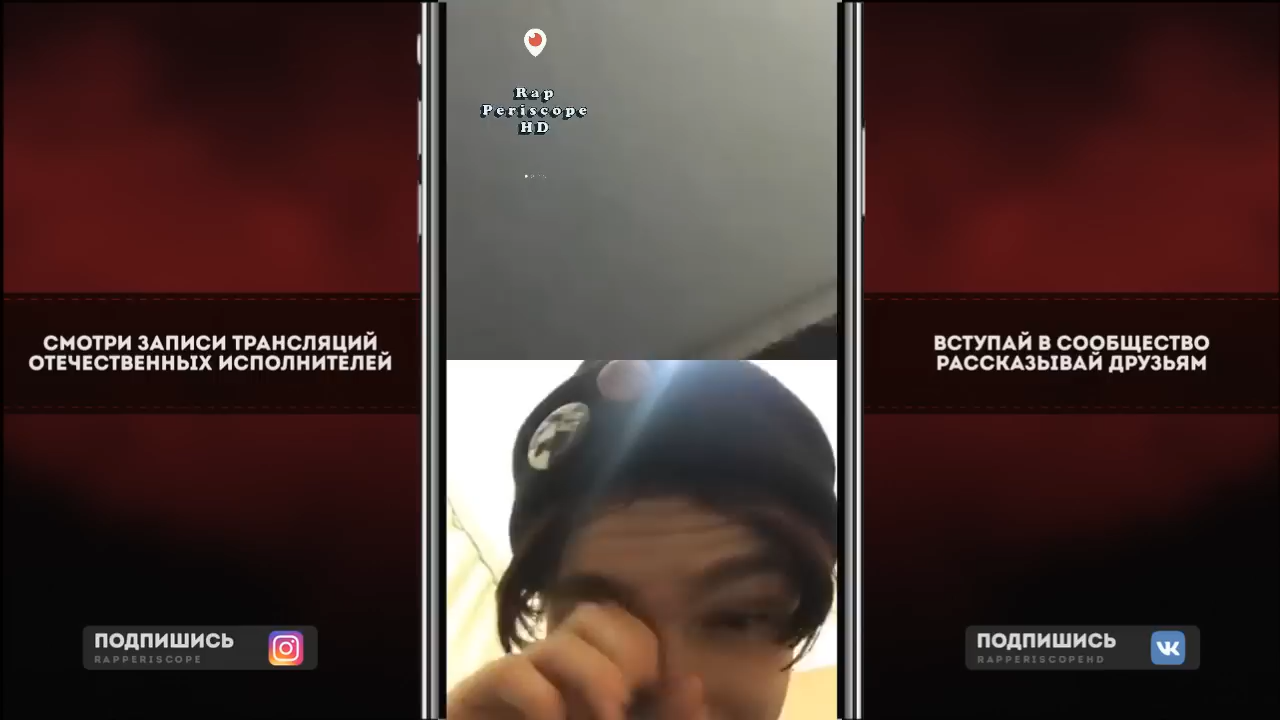 Rap
Periscope
HD
СМОТРИ ЗАПИСИ ТРАНСЛЯЦИЙ
ОТЕЧЕСТВЕННЫХ ИСПОЛНИТЕЛЕЙ
ВСТУПАЙ В СООБЩЕСТВО
РАССКАЗЫВАЙ ДРУЗЬЯМ
ПОДПИШИСЬ
RAPPERISCOPE
ПОДПИШИСЬ
RAPPERISCOPEHD